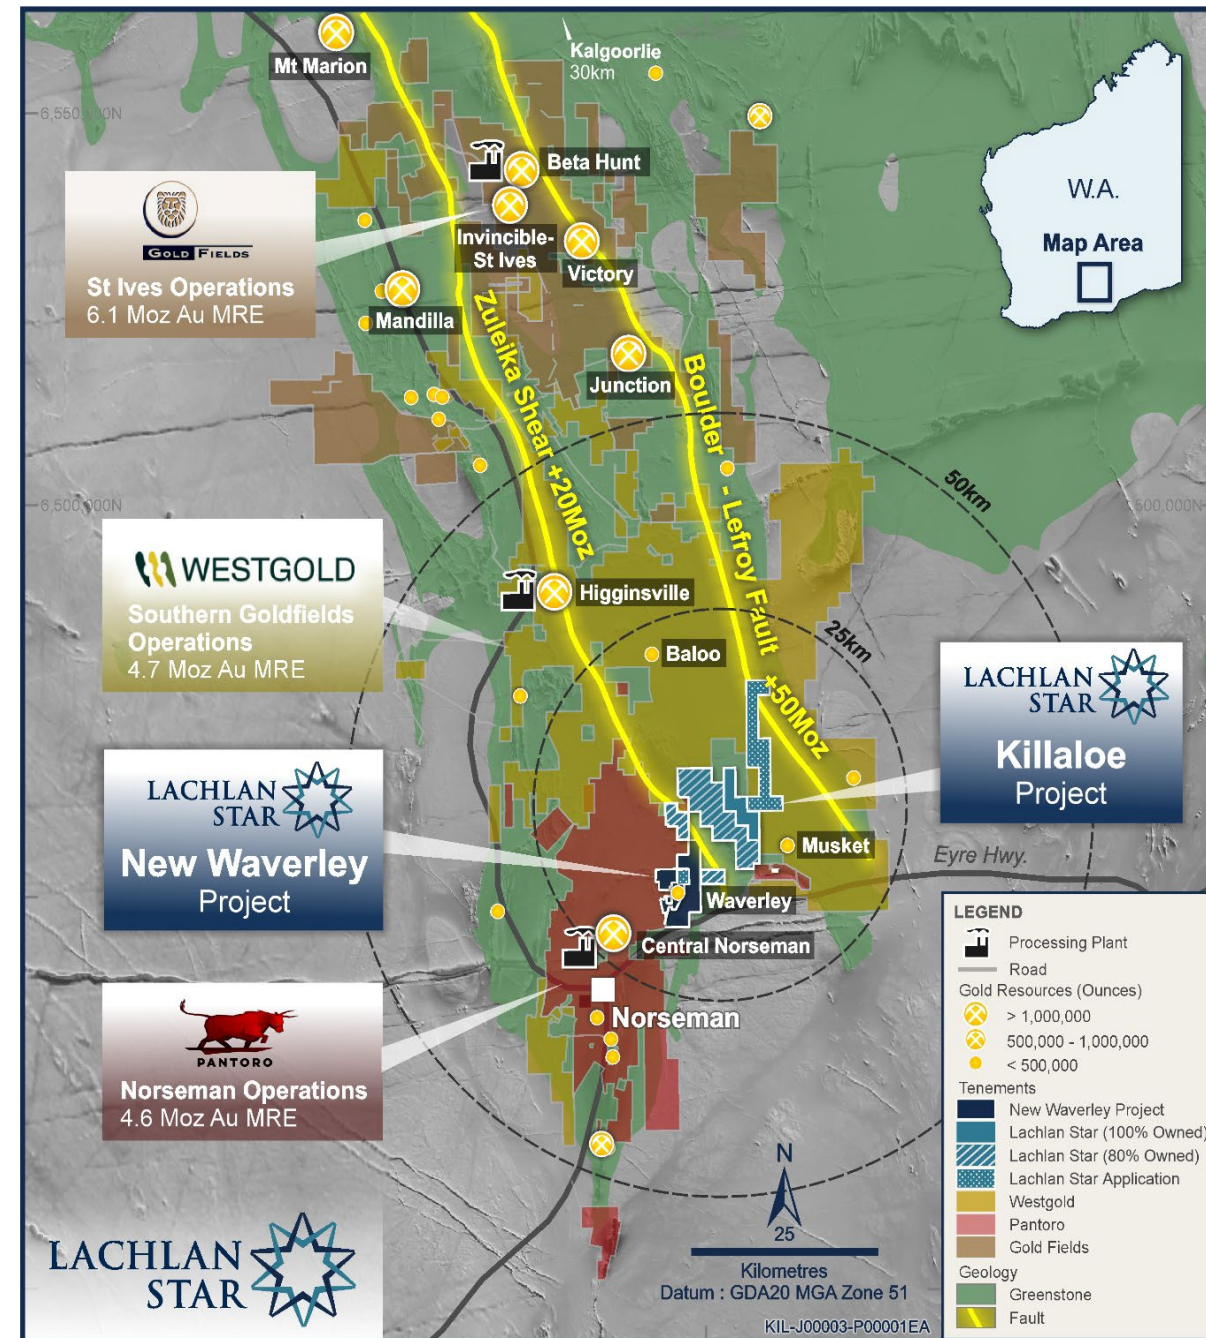 Mt Marion
Kalgoorlie
30km
6,550,000N
W.A.
Map Area
Beta Hunt
Invincible-
St Ives
Victory
GOLD FIELDS
St Ives Operations
6.1 Moz Au MRE
Mandilla
Junction
Zuleika Shear +20Moz
Boulder - Lefroy Fault +50Moz
50km
6,500,000N
500,000N
WESTGOLD
Southern Goldfields
Operations
4.7 Moz Au MRE
Higginsville
25km
Baloo
LACHLAN
STAR
Killaloe
Project
LACHLAN
STAR
New Waverley
Project
Musket
Eyre Hwy.
Waverley
Central Norseman
Norseman
PANTORO
Norseman Operations
4.6 Moz Au MRE
LEGEND
Processing Plant
Road
Gold Resources (Ounces)
> 1,000,000
500,000 - 1,000,000
< 500,000
Tenements
New Waverley Project
Lachlan Star (100% Owned)
Lachlan Star (80% Owned)
Lachlan Star Application
Westgold
Pantoro
Gold Fields
Geology
Greenstone
Fault
N
25
Kilometres
Datum : GDA20 MGA Zone 51
KIL-J00003-P00001EA
LACHLAN
STAR